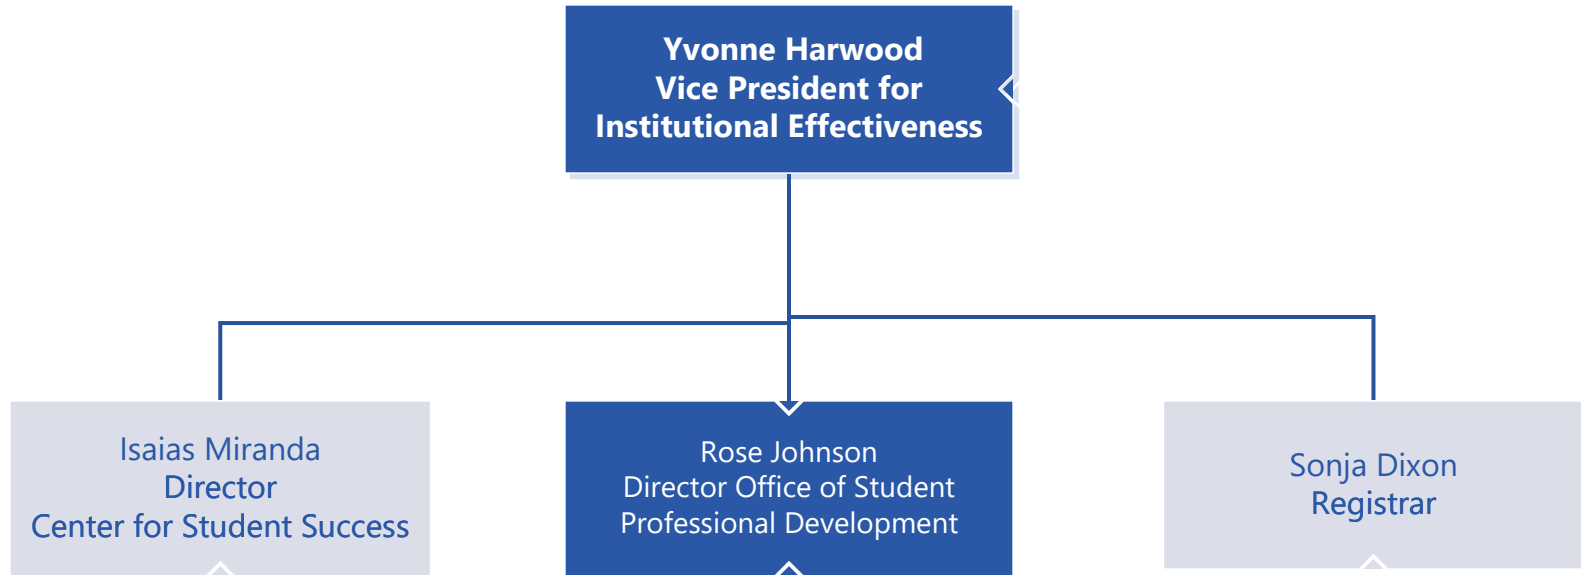 Yvonne Harwood
Vice President for
Institutional Effectiveness
Isaias Miranda
Director
Center for Student Success
Rose Johnson
Director Office of Student
Professional Development
Sonja Dixon
Registrar